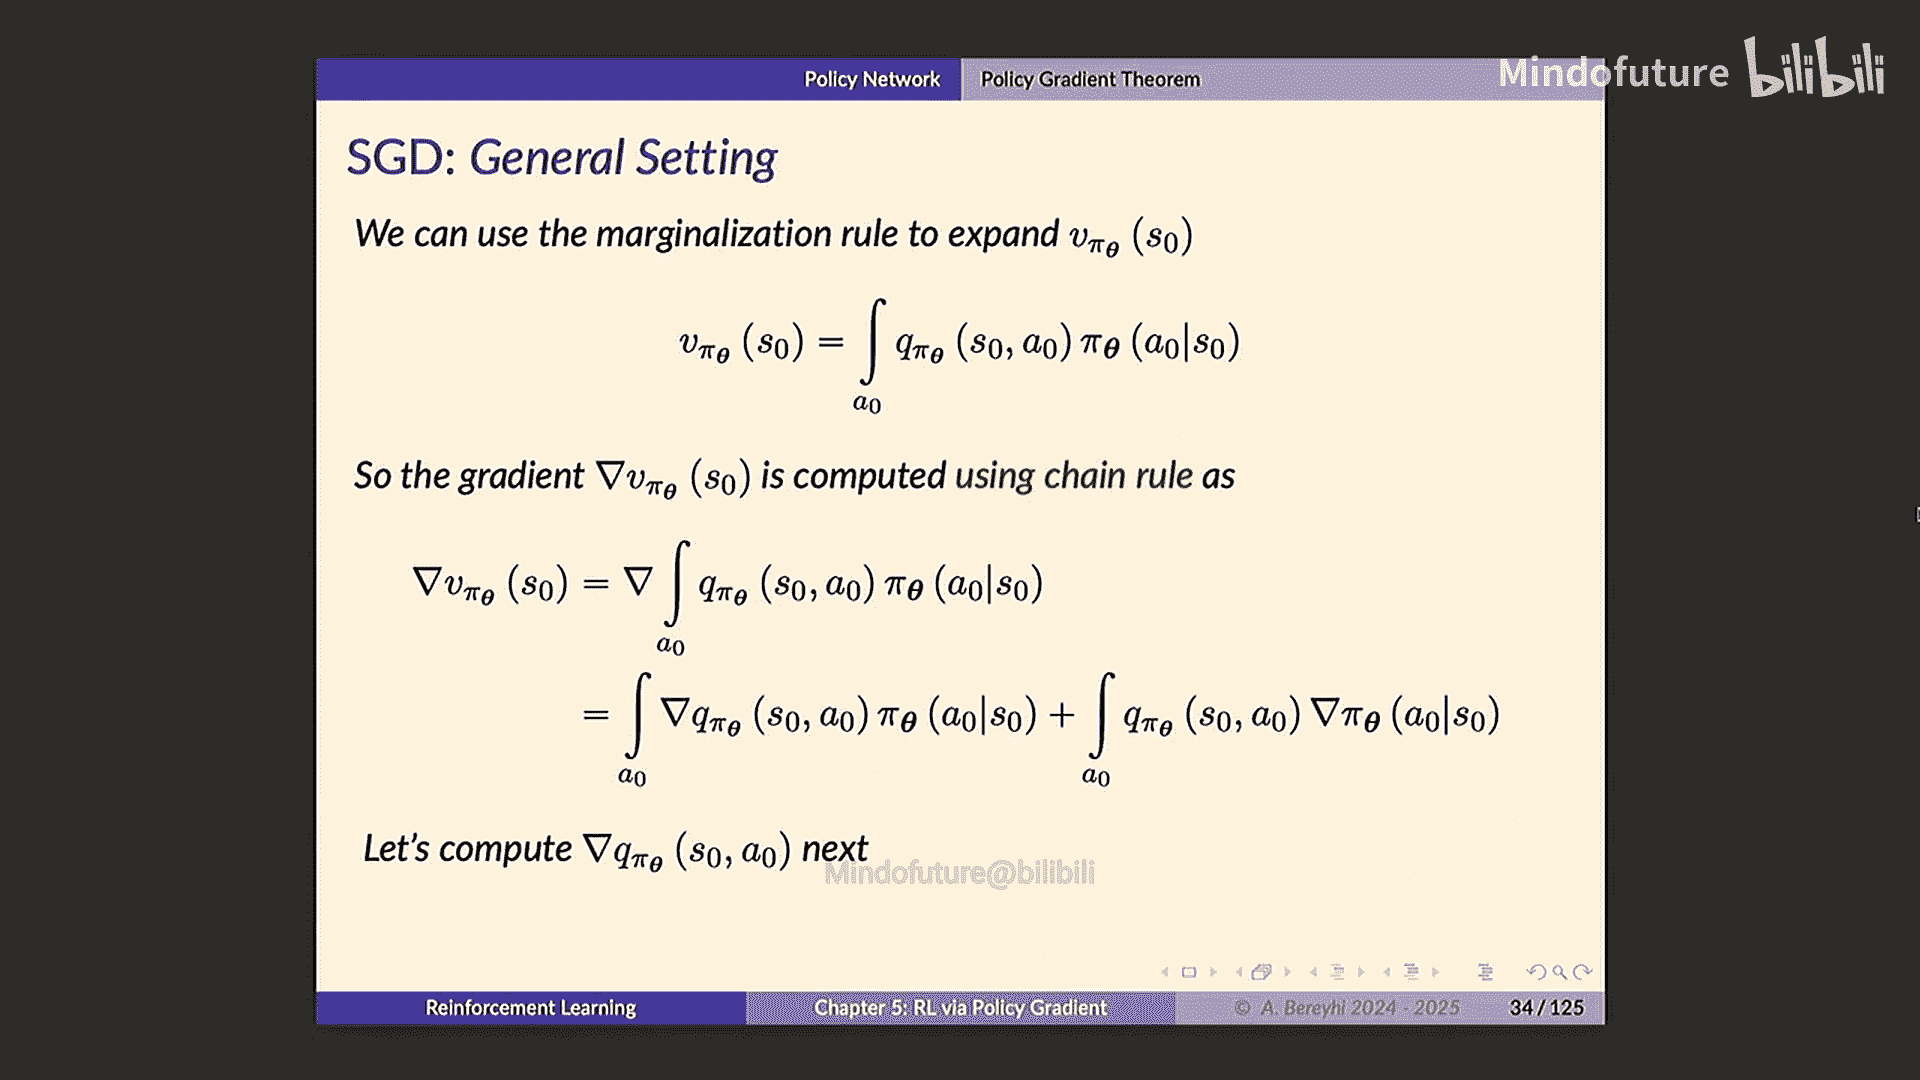 Policy Network Policy Gradient Theorem
Mindofuture bilibili
SGD: General Setting
We can use the marginalization rule to expand v_{π_θ} (s_0)
v_{π_θ} (s_0) = ∫_{a_0} q_{π_θ} (s_0, a_0) π_θ (a_0|s_0)
So the gradient ∇v_{π_θ} (s_0) is computed using chain rule as
∇v_{π_θ} (s_0) = ∇ ∫_{a_0} q_{π_θ} (s_0, a_0) π_θ (a_0|s_0)
= ∫_{a_0} ∇q_{π_θ} (s_0, a_0) π_θ (a_0|s_0) + ∫_{a_0} q_{π_θ} (s_0, a_0) ∇π_θ (a_0|s_0)
Let's compute ∇q_{π_θ} (s_0, a_0) next
Mindofuture@bilibili
Reinforcement Learning Chapter 5: RL via Policy Gradient © A. Bereyhi 2024 - 2025 34 / 125